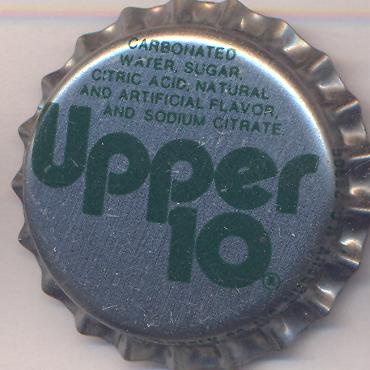 CARBONATED
WATER, SUGAR,
CITRIC ACID, NATURAL
AND ARTIFICIAL FLAVOR,
AND SODIUM CITRATE.
Upper
10®